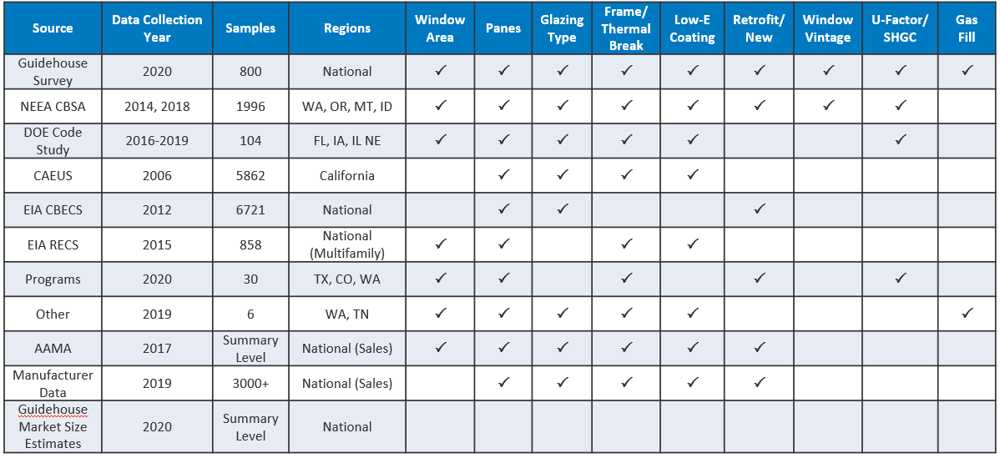 Source Data Collection Year Samples Regions Window Area Panes Glazing Type Frame/ Thermal Break Low-E Coating Retrofit/ New Window Vintage U-Factor/ SHGC Gas Fill
Guidehouse Survey 2020 800 National ✓ ✓ ✓ ✓ ✓ ✓ ✓ ✓ ✓
NEEA CBSA 2014, 2018 1996 WA, OR, MT, ID ✓ ✓ ✓ ✓ ✓ ✓ ✓ ✓
DOE Code Study 2016-2019 104 FL, IA, IL NE ✓ ✓ ✓ ✓ ✓ ✓
CAEUS 2006 5862 California ✓ ✓ ✓ ✓
EIA CBECS 2012 6721 National ✓ ✓ ✓
EIA RECS 2015 858 National (Multifamily) ✓ ✓ ✓ ✓
Programs 2020 30 TX, CO, WA ✓ ✓ ✓ ✓ ✓
Other 2019 6 WA, TN ✓ ✓ ✓ ✓ ✓ ✓
AAMA 2017 Summary Level National (Sales) ✓ ✓ ✓ ✓ ✓ ✓
Manufacturer Data 2019 3000+ National (Sales) ✓ ✓ ✓ ✓ ✓
Guidehouse Market Size Estimates 2020 Summary Level National